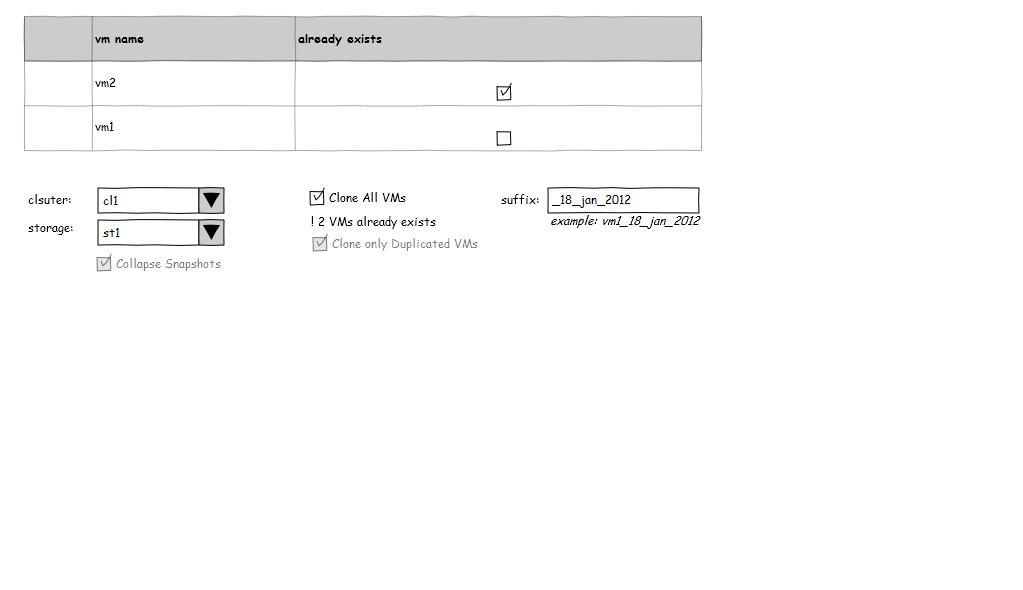 vm name already exists
vm2
vm1
clsuter: cl1
Clone All VMs
suffix: _18_jan_2012
! 2 VMs already exists
example: vm1_18_jan_2012
storage: st1
Clone only Duplicated VMs
Collapse Snapshots